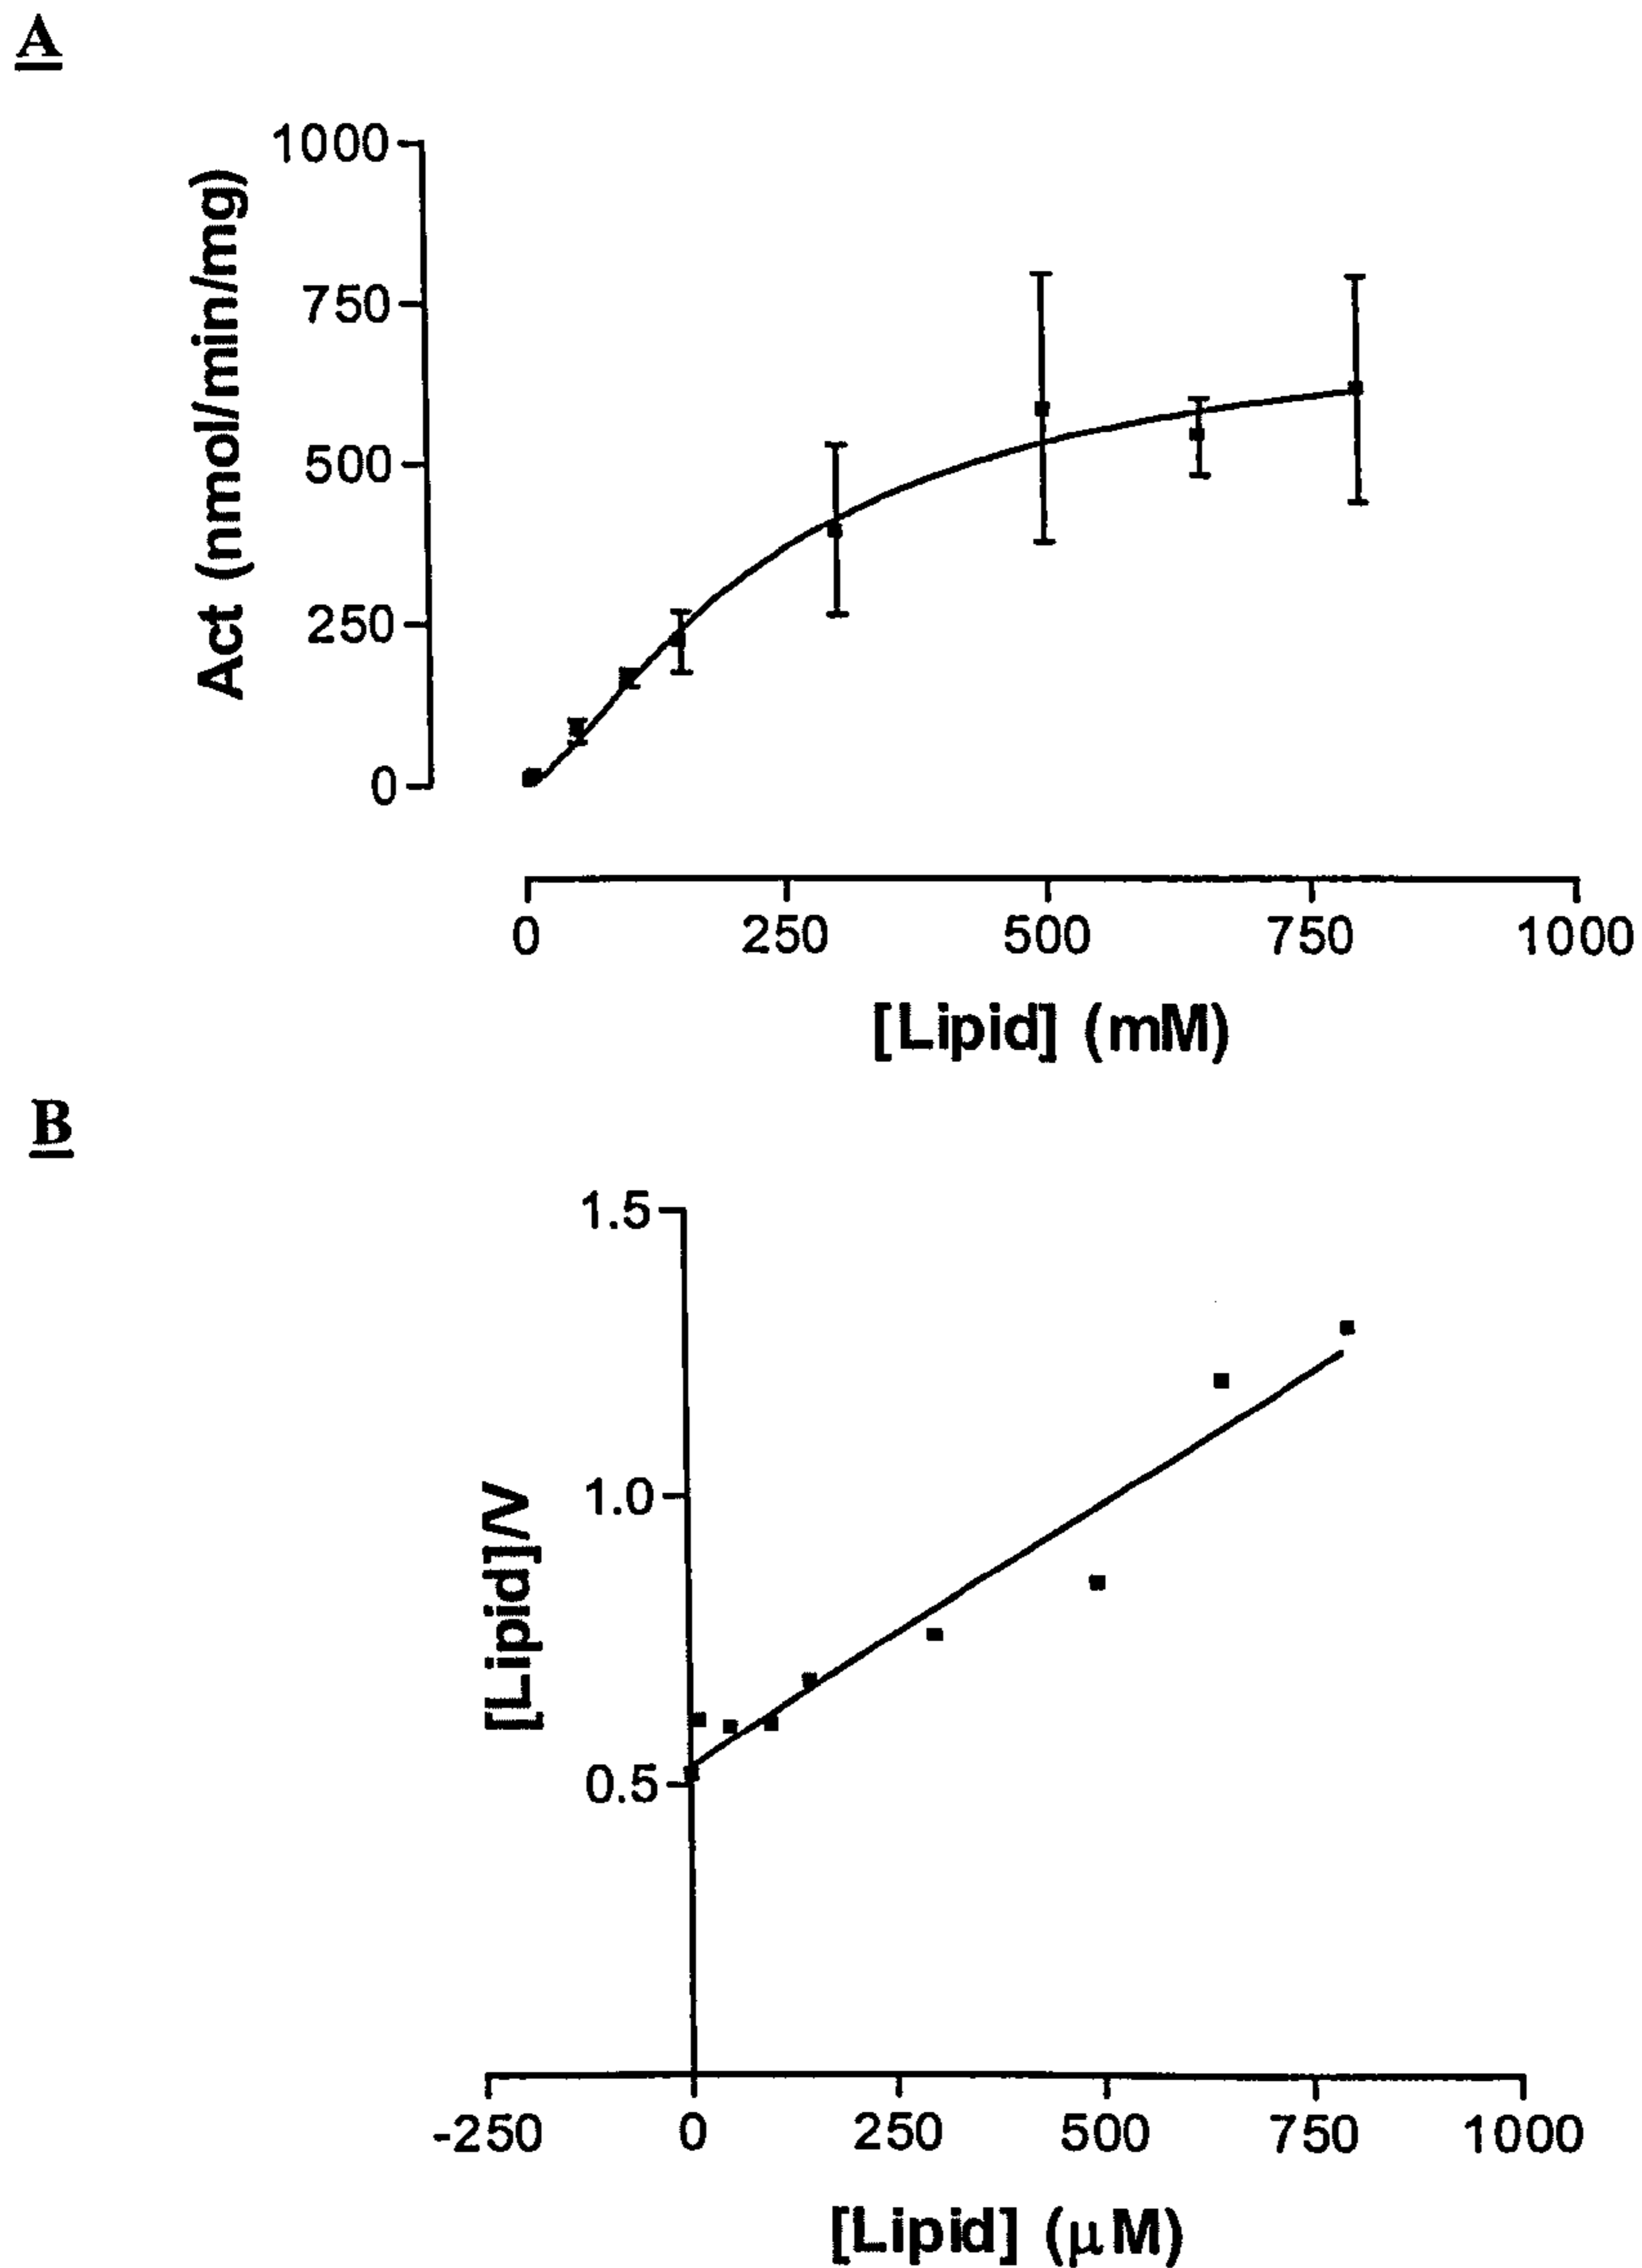 A
Act (nmol/min/mg)
1000
750
500
250
0
0 250 500 750 1000
[Lipid] (mM)
B
[Lipid]/V
1.5
1.0
0.5
-250 0 250 500 750 1000
[Lipid] (μM)